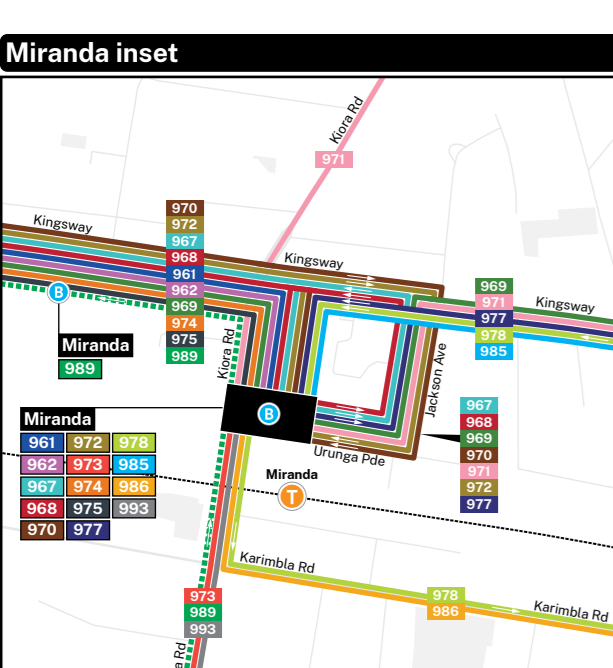 Miranda inset
Kiora Rd
971
970
972
967
968
961
962
969
974
975
989
Kingsway
Kingsway
B
Miranda
989
969
971
977
978
985
Kingsway
Kiora Rd
Jackson Ave
B
Urunga Pde
967
968
969
970
971
972
977
Miranda
961 972 978
962 973 985
967 974 986
968 975 993
970 977
Miranda
T
Karimbla Rd
978
986
Karimbla Rd
973
989
993
a Rd